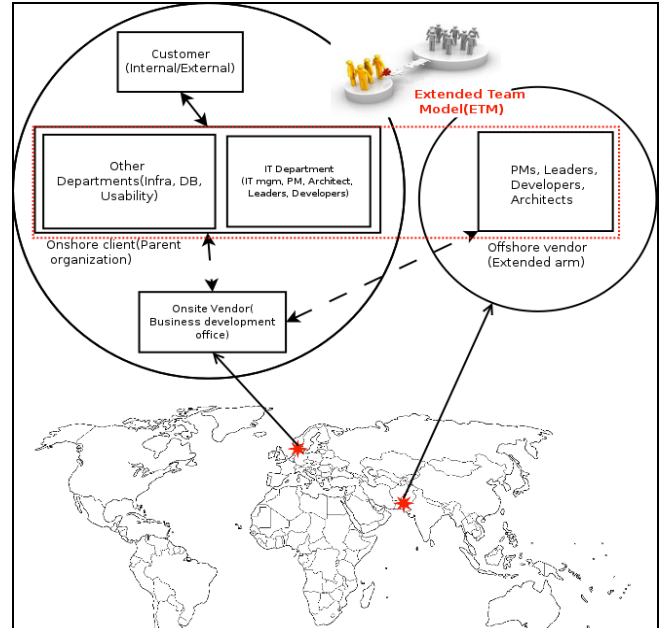 Customer
(Internal/External)
Extended Team
Model(ETM)
Other
Departments(Infra, DB,
Usability)
IT Department
(IT mgm, PM, Architect,
Leaders, Developers)
PMs, Leaders,
Developers,
Architects
Onshore client(Parent
organization)
Offshore vendor
(Extended arm)
Onsite Vendor(
Business development
office)